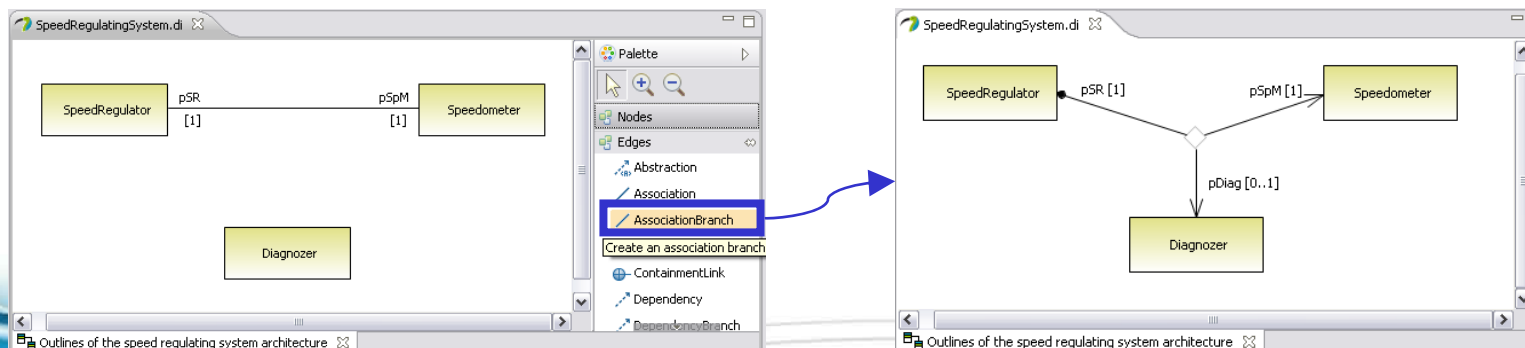 SpeedRegulatingSystem.di
Palette
SpeedRegulator
pSR
[1]
pSpM
[1]
Speedometer
Nodes
Edges
Abstraction
Association
AssociationBranch
Create an association branch
ContainmentLink
Dependency
DependencyBranch
Diagnozer
Outlines of the speed regulating system architecture
SpeedRegulatingSystem.di
SpeedRegulator
pSR [1]
pSpM [1]
Speedometer
pDiag [0..1]
Diagnozer
Outlines of the speed regulating system architecture